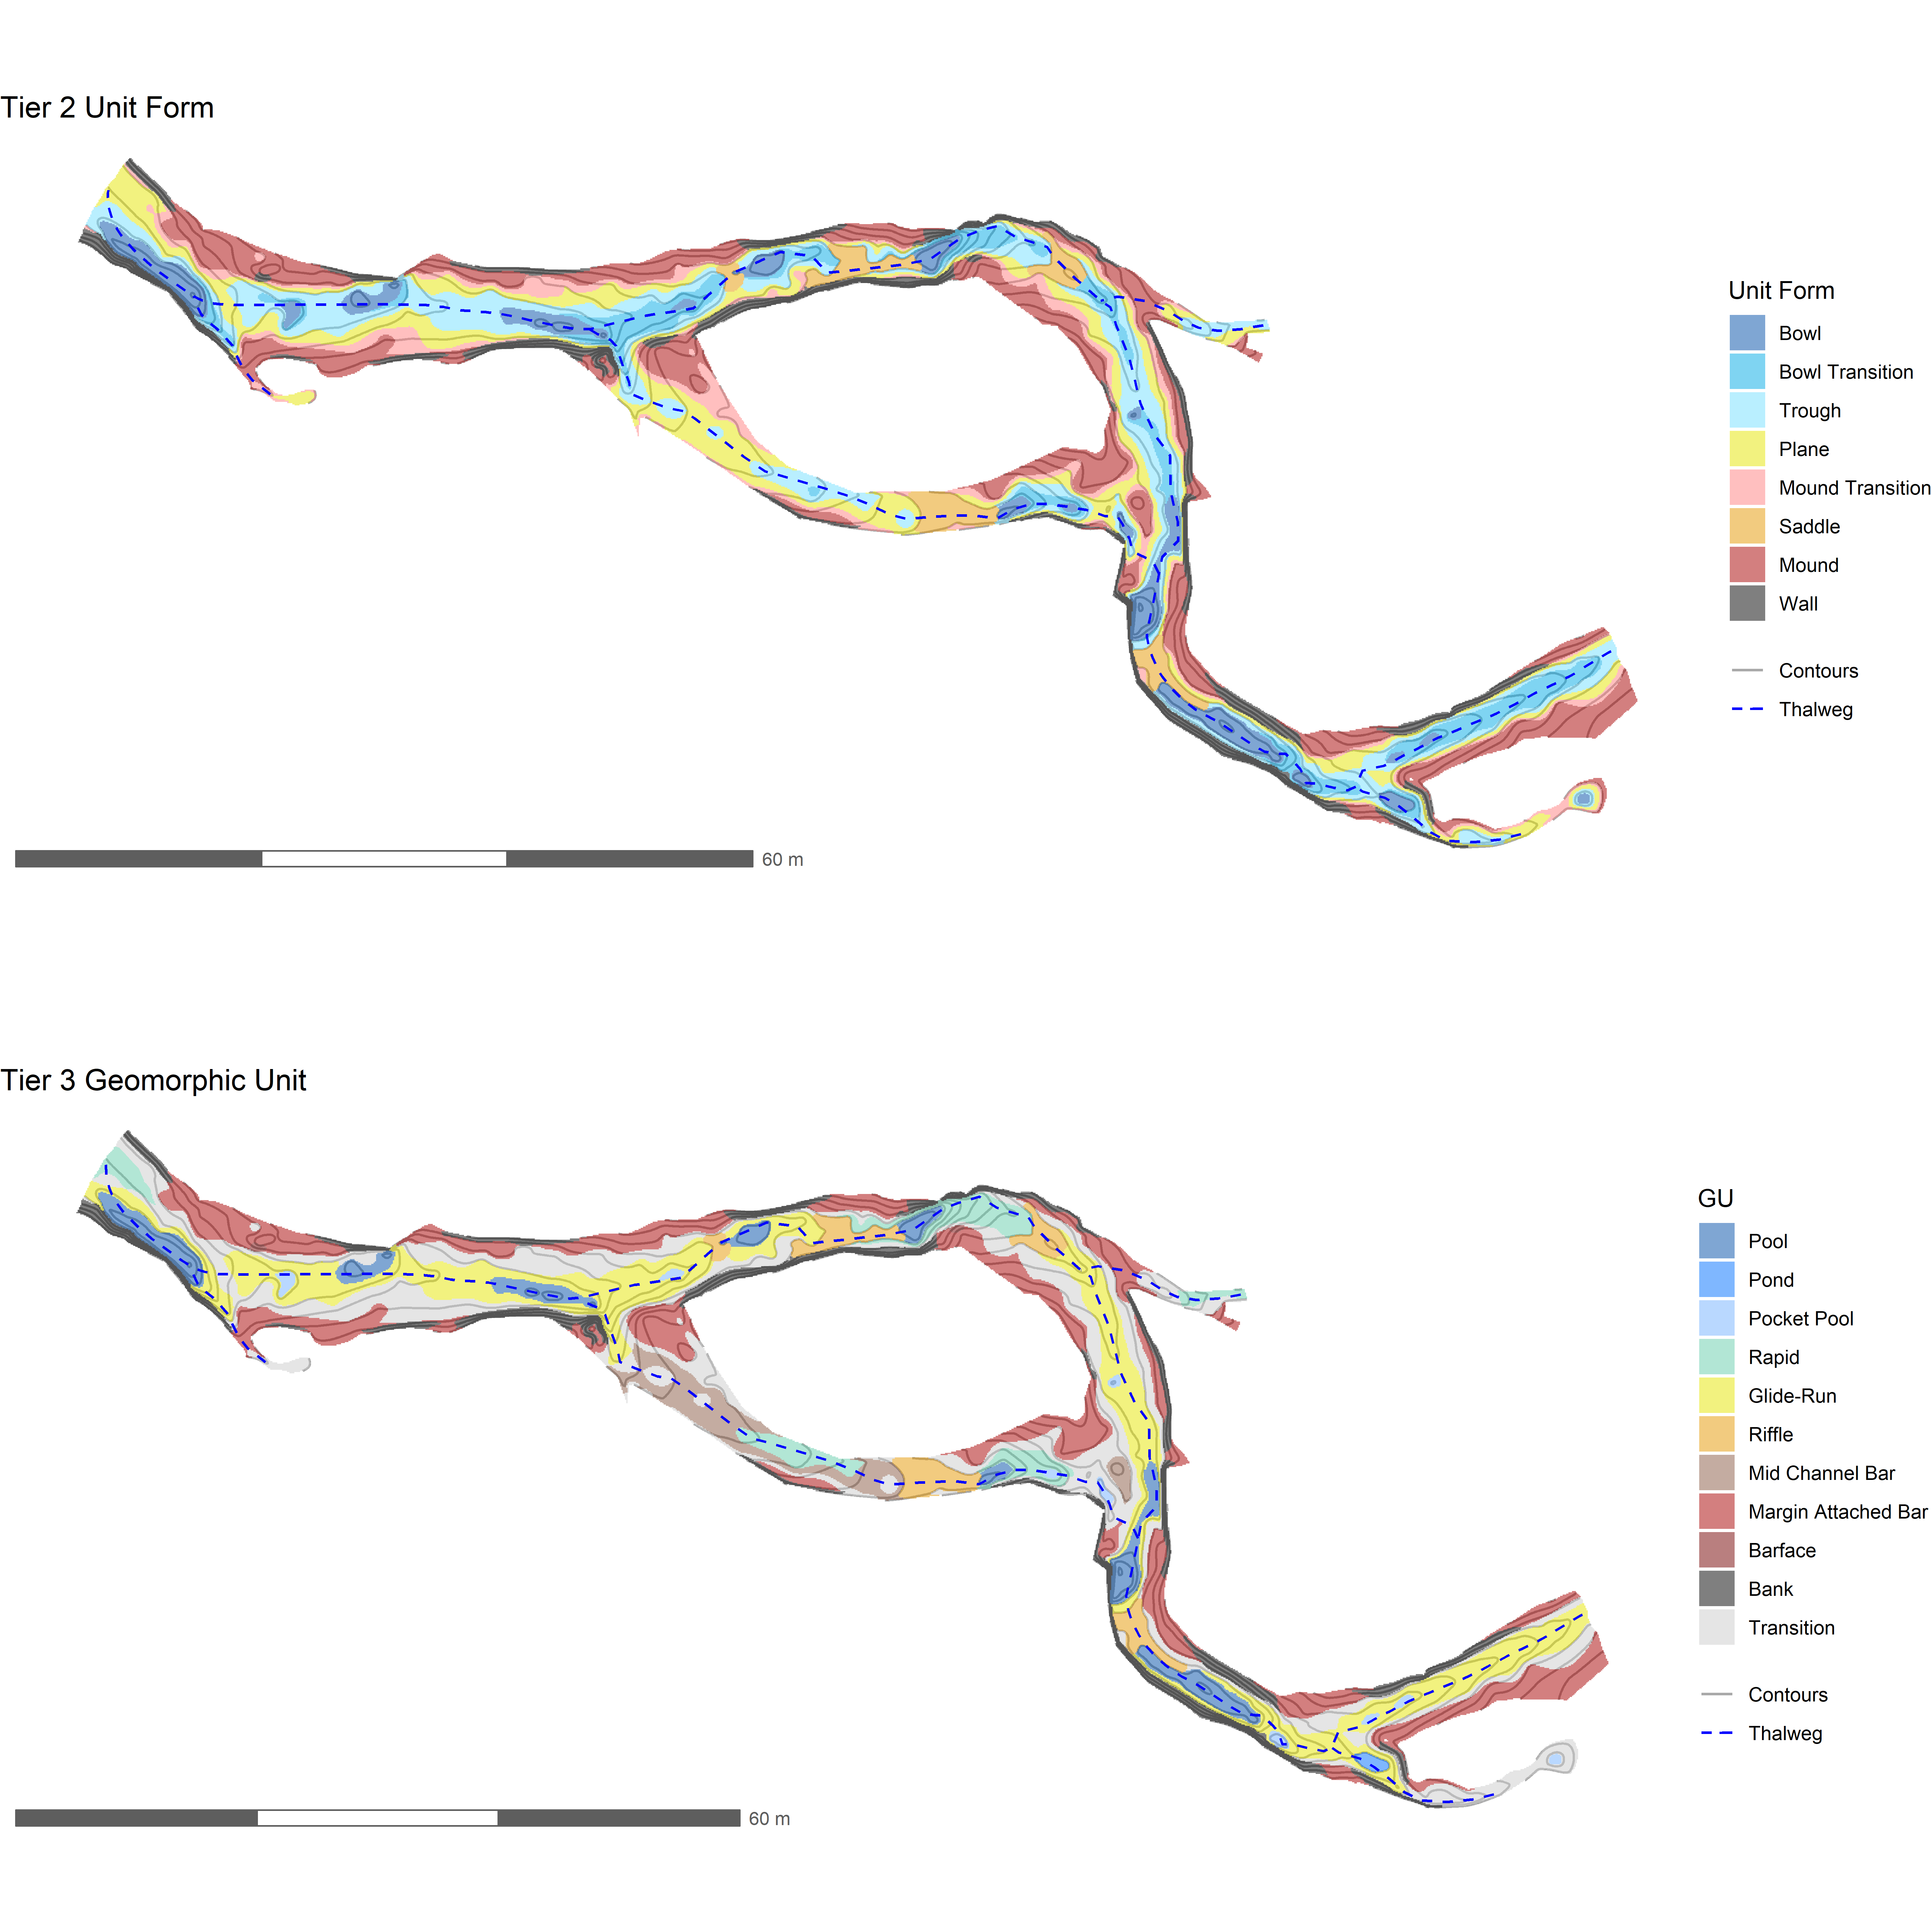 Tier 2 Unit Form
Unit Form
Bowl
Bowl Transition
Trough
Plane
Mound Transition
Saddle
Mound
Wall
Contours
Thalweg
60 m
Tier 3 Geomorphic Unit
GU
Pool
Pond
Pocket Pool
Rapid
Glide-Run
Riffle
Mid Channel Bar
Margin Attached Bar
Barface
Bank
Transition
Contours
Thalweg
60 m